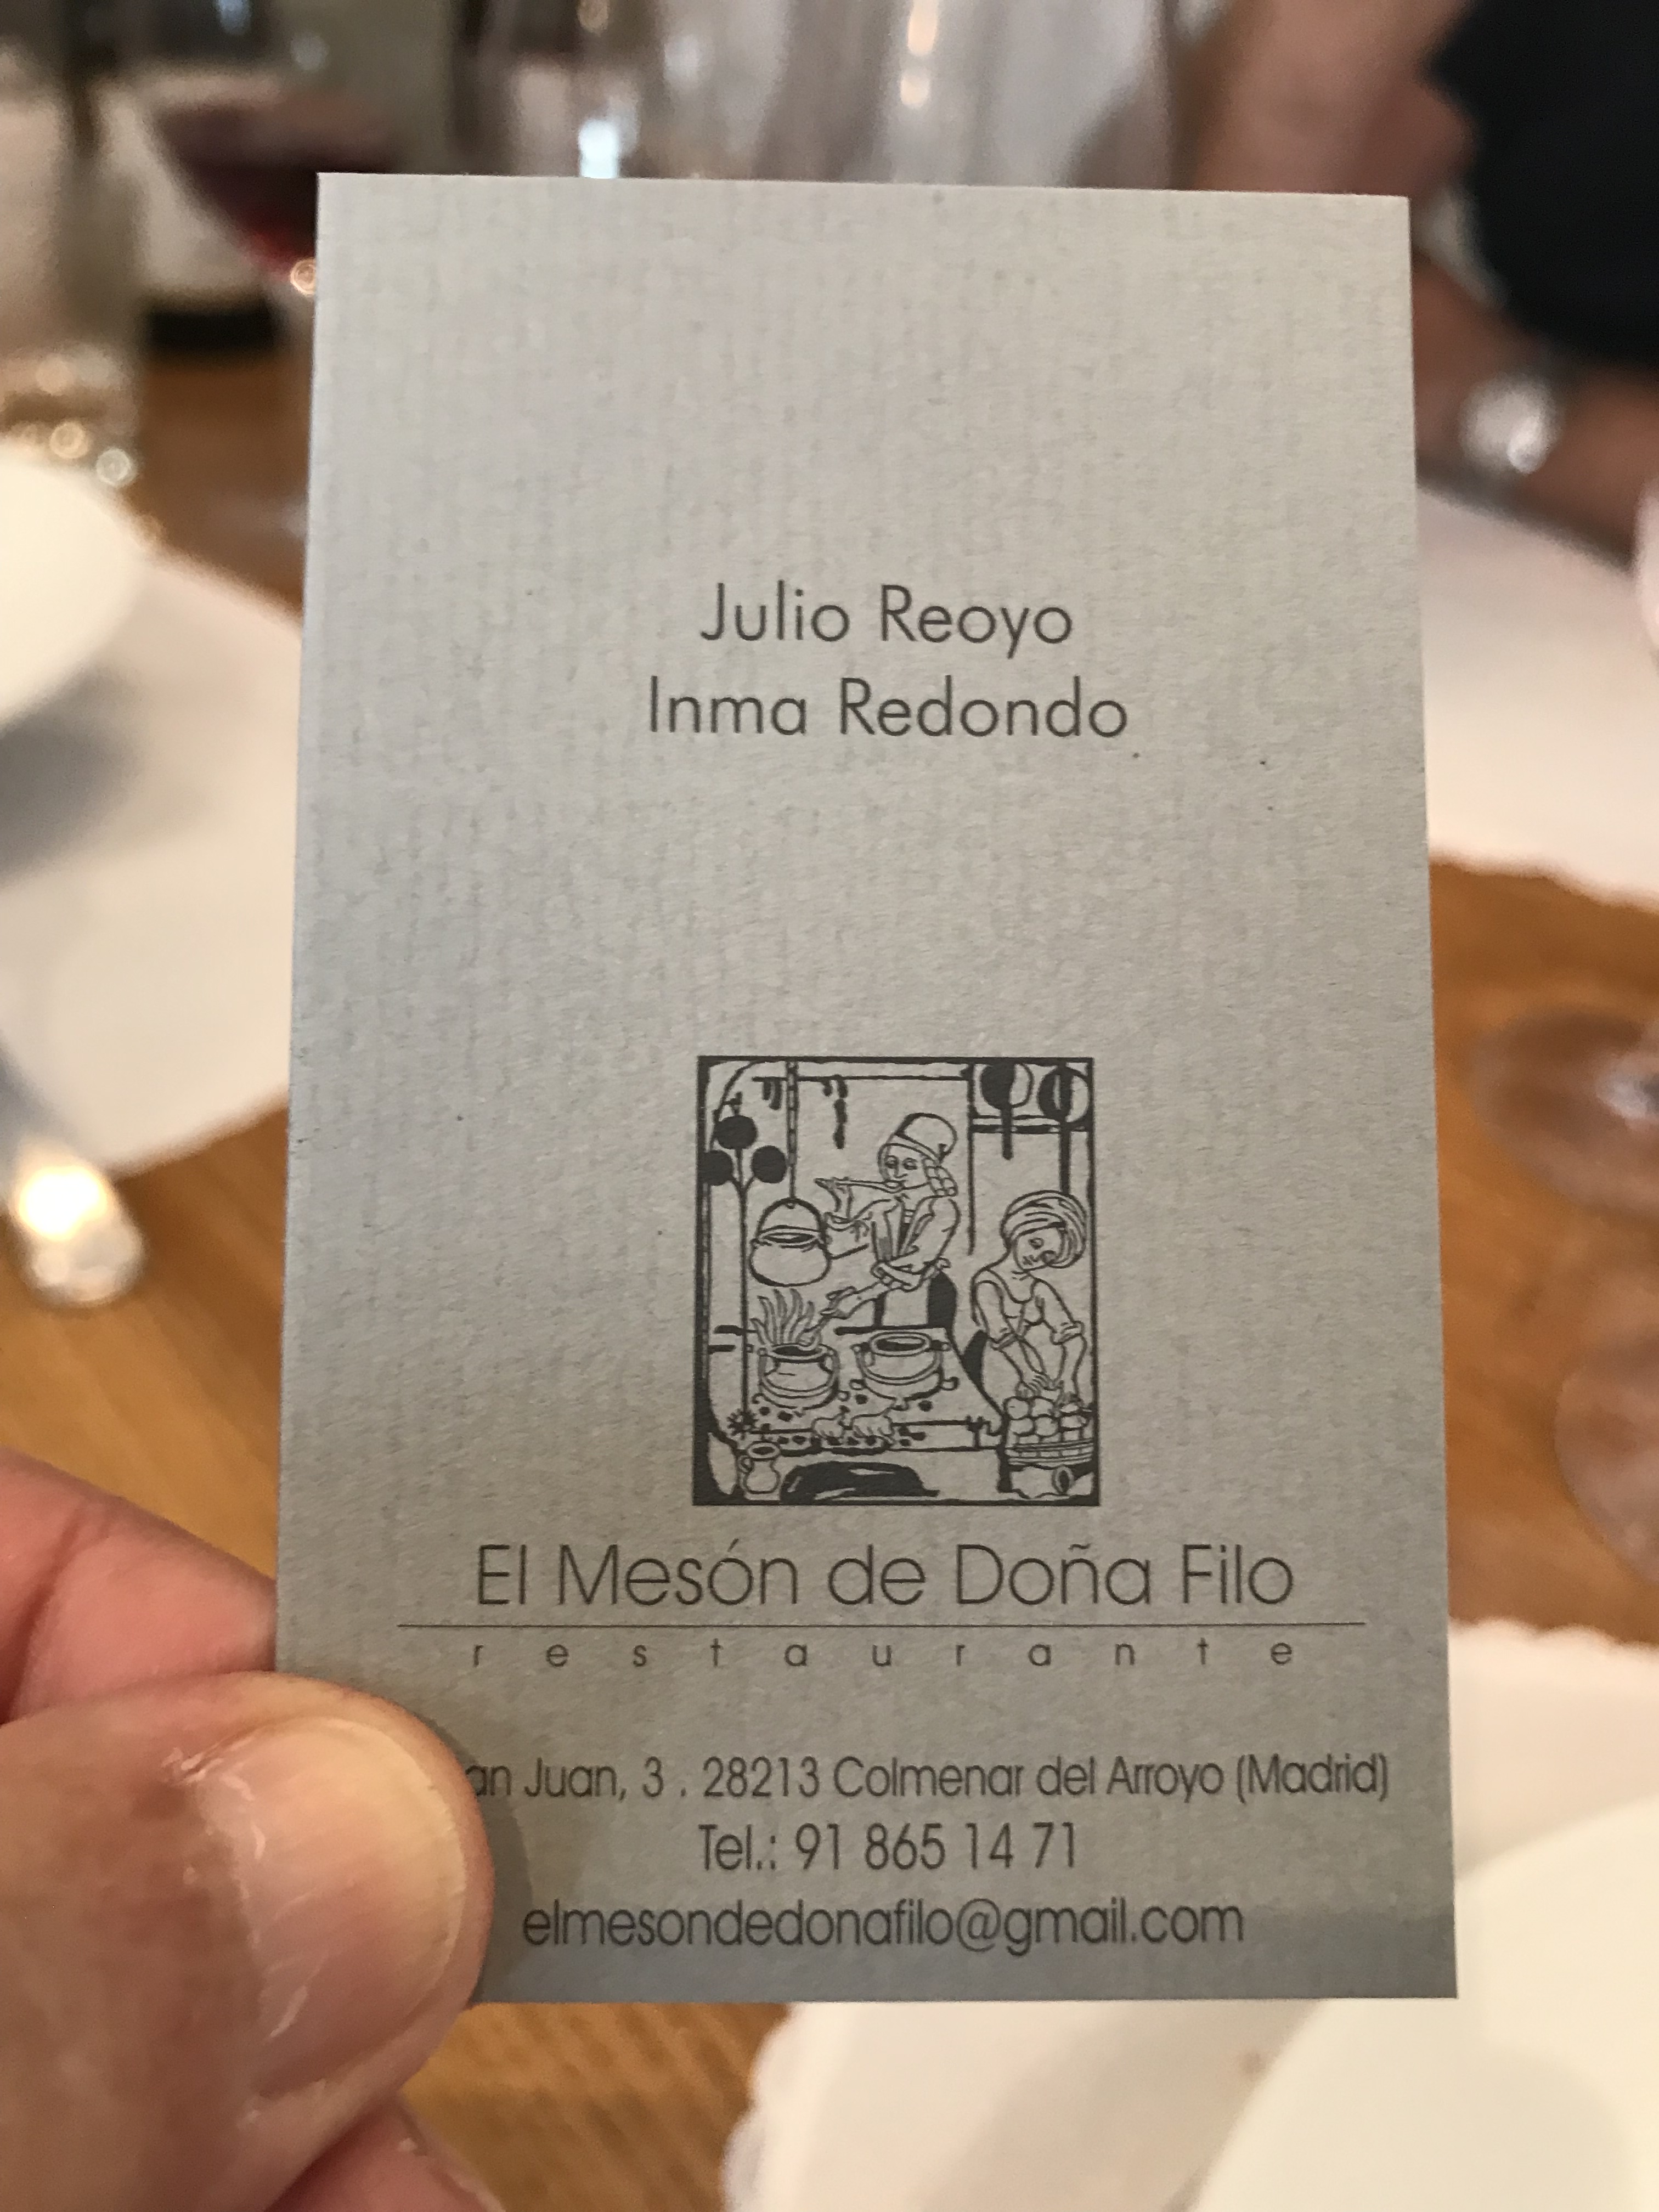 Julio Reoyo
Inma Redondo
El Mesón de Doña Filo
restaurante
an Juan, 3 . 28213 Colmenar del Arroyo (Madrid)
Tel.: 91 865 14 71
elmesondedonafilo@gmail.com